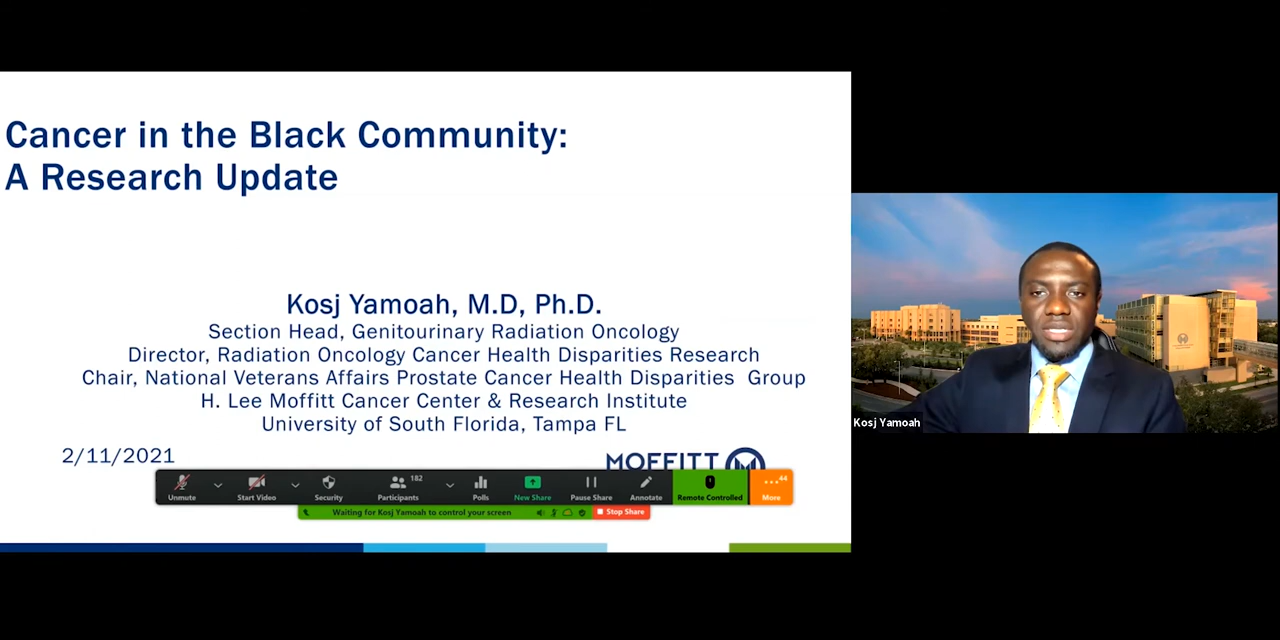 Cancer in the Black Community:
A Research Update
Kosj Yamoah, M.D, Ph.D.
Section Head, Genitourinary Radiation Oncology
Director, Radiation Oncology Cancer Health Disparities Research
Chair, National Veterans Affairs Prostate Cancer Health Disparities Group
H. Lee Moffitt Cancer Center & Research Institute
University of South Florida, Tampa FL
2/11/2021
MOFFITT
182
44
Unmute Start Video Security Participants Polls New Share Pause Share Annotate Remote Controlled More
Waiting for Kosj Yamoah to control your screen Stop Share
Kosj Yamoah